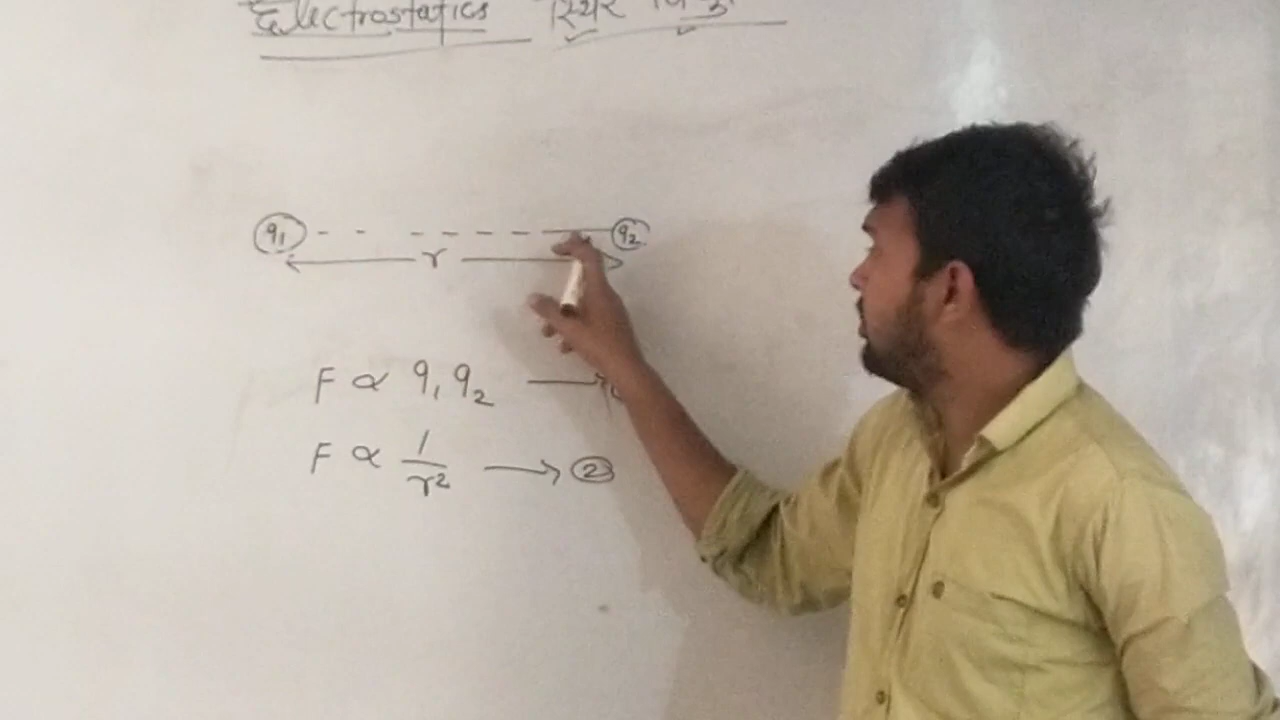 Electrostatics स्थिर
q1 q2
r
F ∝ q1 q2 →
F ∝ 1/r² → ②